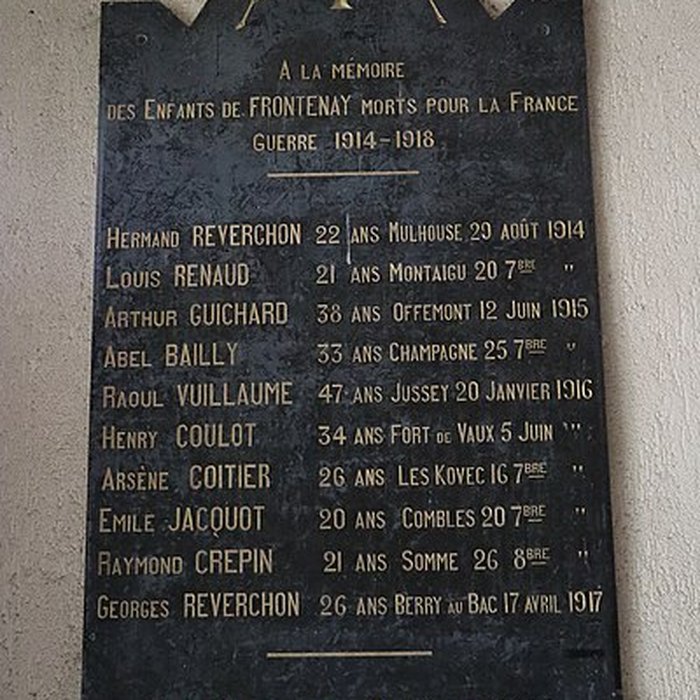 A LA MÉMOIRE
DES ENFANTS DE FRONTENAY MORTS POUR LA FRANCE
GUERRE 1914-1918
HERMAND REVERCHON 22 ANS MULHOUSE 29 AOÛT 1914
LOUIS RENAUD 21 ANS MONTAIGU 20 7BRE "
ARTHUR GUICHARD 38 ANS OFFEMONT 12 JUIN 1915
ABEL BAILLY 33 ANS CHAMPAGNE 25 7BRE "
RAOUL VUILLAUME 47 ANS JUSSEY 20 JANVIER 1916
HENRY COULOT 34 ANS FORT DE VAUX 5 JUIN "
ARSÈNE COITIER 26 ANS LES KOVEC 16 7BRE "
EMILE JACQUOT 20 ANS COMBLES 20 7BRE "
RAYMOND CREPIN 21 ANS SOMME 26 8BRE "
GEORGES REVERCHON 26 ANS BERRY AU BAC 17 AVRIL 1917